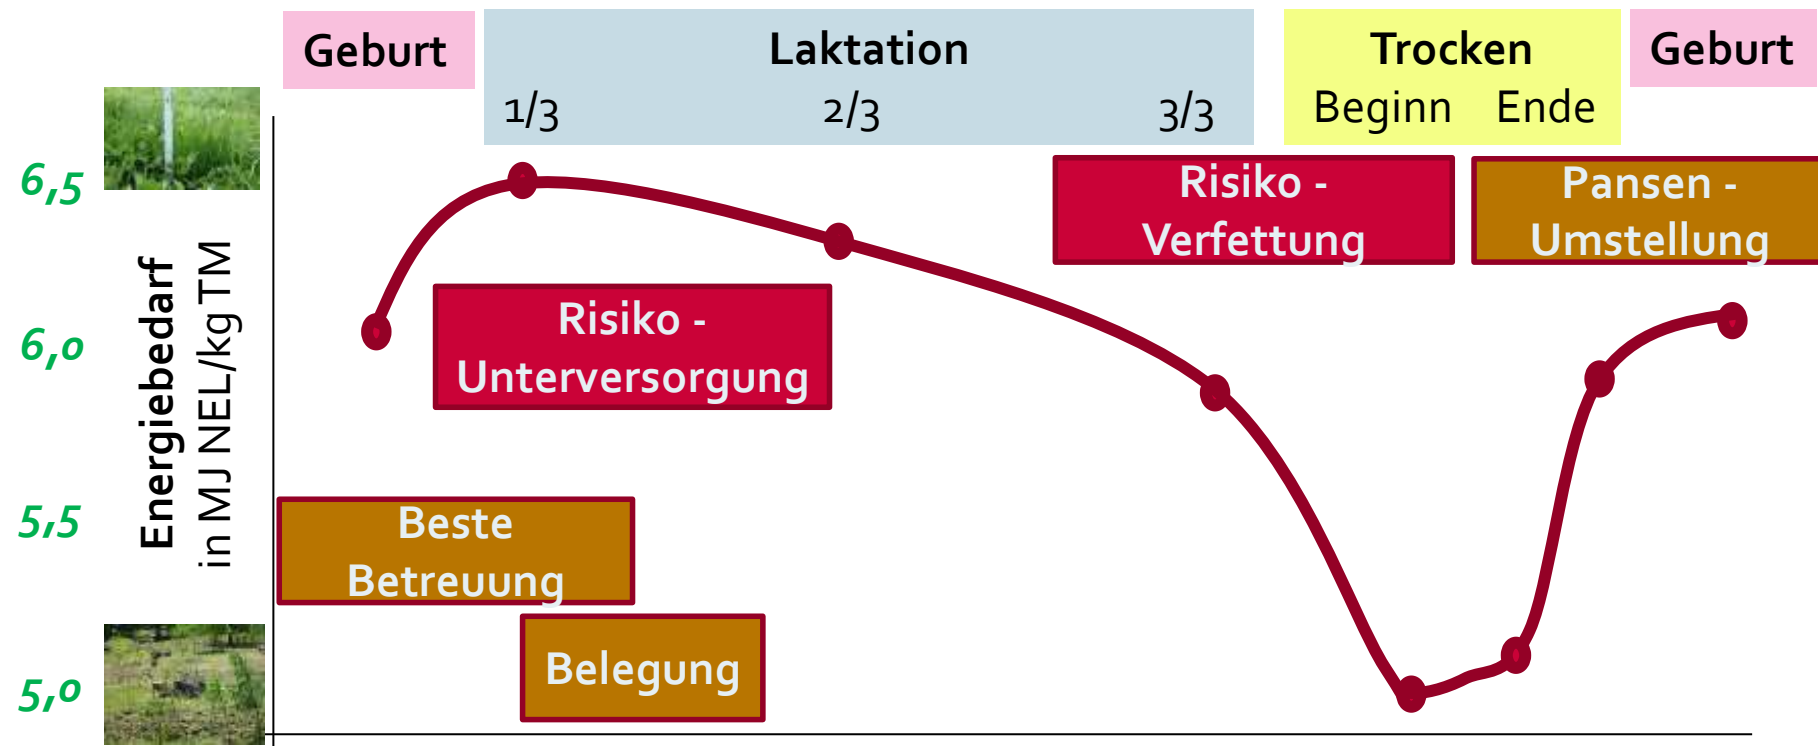 Geburt
Laktation
1/3 2/3 3/3
Trocken
Beginn Ende
Geburt
6,5
6,0
5,5
5,0
Energiebedarf
in MJ NEL/kg TM
Risiko -
Verfettung
Pansen -
Umstellung
Risiko -
Unterversorgung
Beste
Betreuung
Belegung